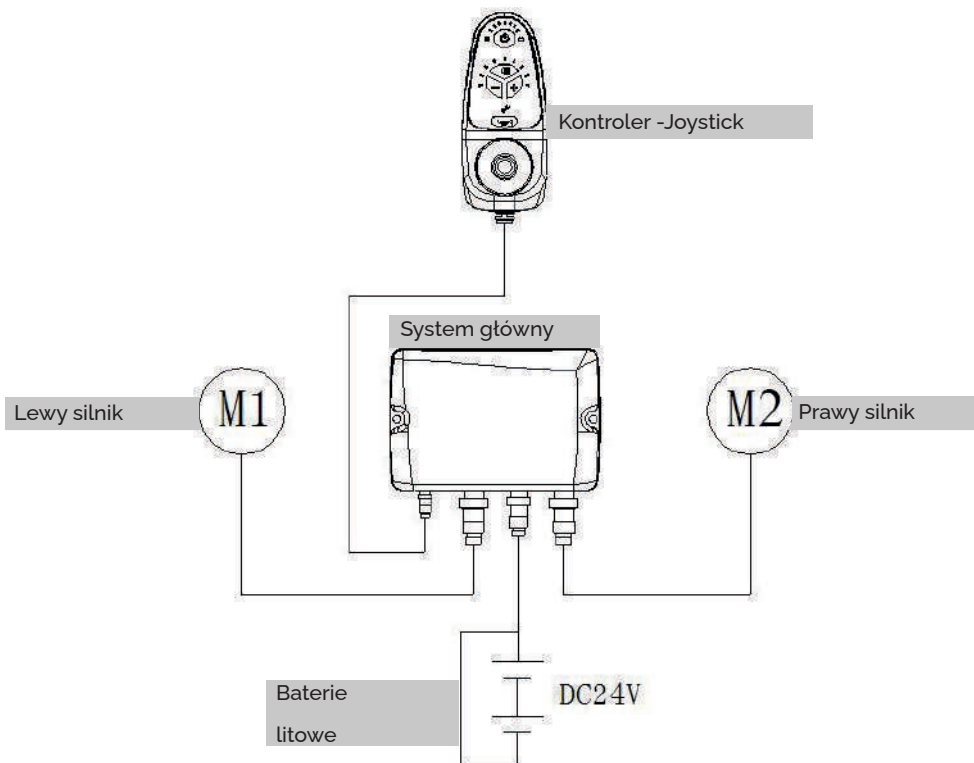 Kontroler -Joystick
System główny
Lewy silnik
M1
M2
Prawy silnik
Baterie
litowe
DC24V